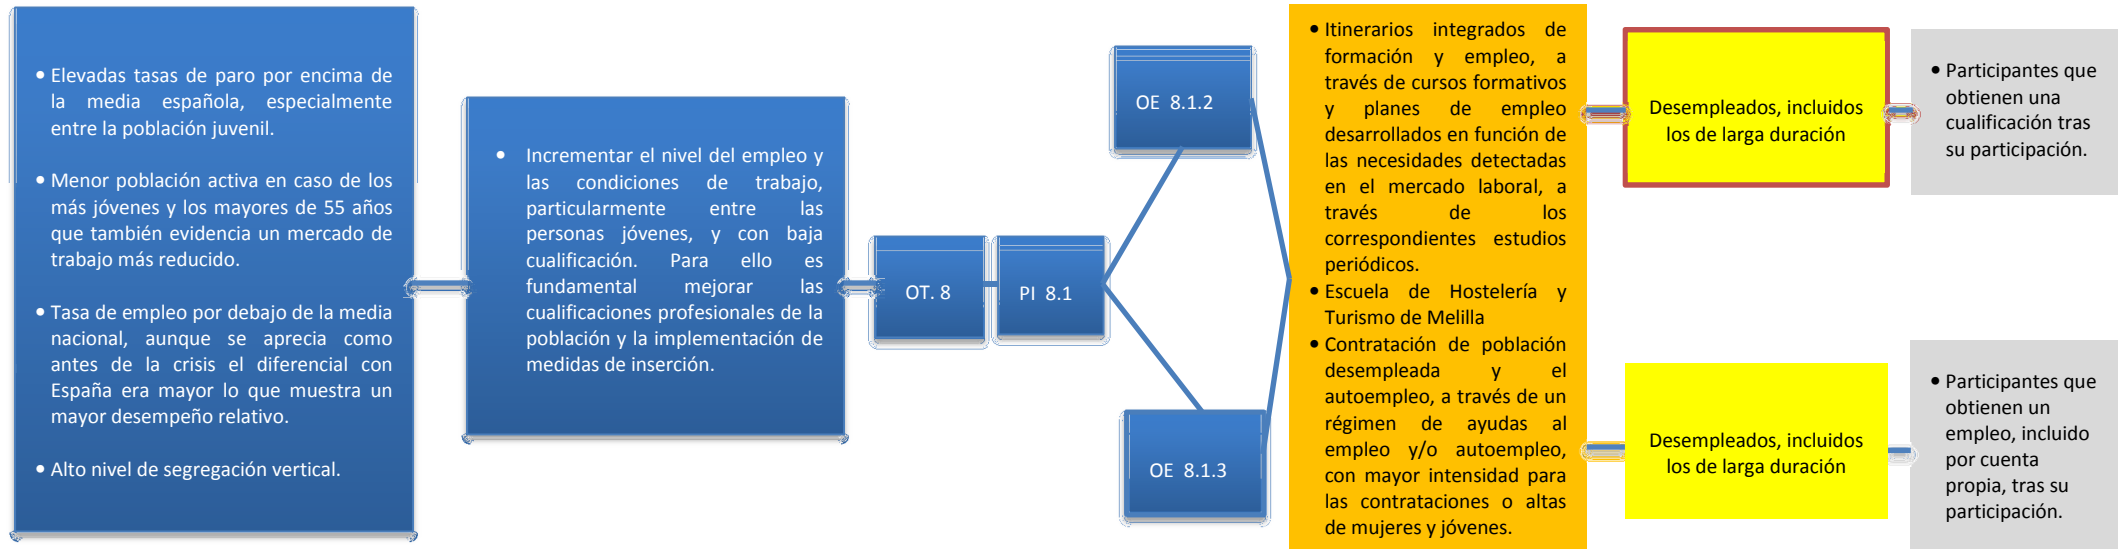 • Elevadas tasas de paro por encima de
la media española, especialmente
entre la población juvenil.
• Menor población activa en caso de los
más jóvenes y los mayores de 55 años
que también evidencia un mercado de
trabajo más reducido.
• Tasa de empleo por debajo de la media
nacional, aunque se aprecia como
antes de la crisis el diferencial con
España era mayor lo que muestra un
mayor desempeño relativo.
• Alto nivel de segregación vertical.
• Incrementar el nivel del empleo y
las condiciones de trabajo,
particularmente entre las
personas jóvenes, y con baja
cualificación. Para ello es
fundamental mejorar las
cualificaciones profesionales de la
población y la implementación de
medidas de inserción.
OT. 8
PI 8.1
OE 8.1.2
OE 8.1.3
• Itinerarios integrados de
formación y empleo, a
través de cursos formativos
y planes de empleo
desarrollados en función de
las necesidades detectadas
en el mercado laboral, a
través de los
correspondientes estudios
periódicos.
• Escuela de Hostelería y
Turismo de Melilla
• Contratación de población
desempleada y el
autoempleo, a través de un
régimen de ayudas al
empleo y/o autoempleo,
con mayor intensidad para
las contrataciones o altas
de mujeres y jóvenes.
Desempleados, incluidos
los de larga duración
• Participantes que
obtienen una
cualificación tras
su participación.
Desempleados, incluidos
los de larga duración
• Participantes que
obtienen un
empleo, incluido
por cuenta
propia, tras su
participación.